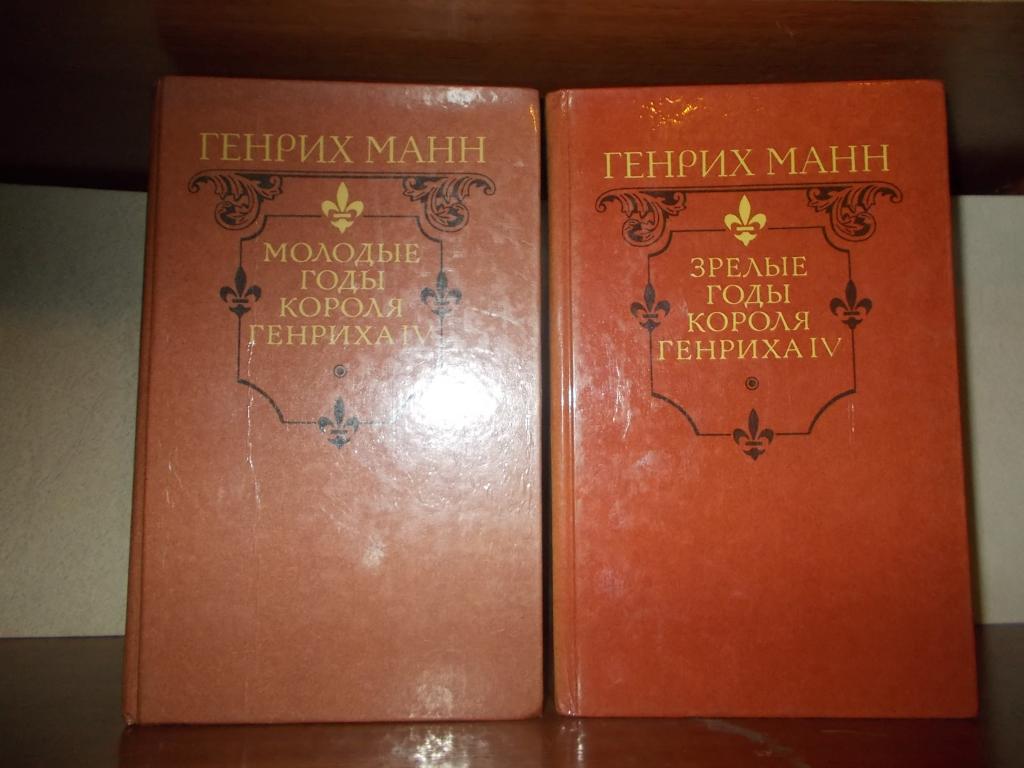 ГЕНРИХ МАНН
МОЛОДЫЕ
ГОДЫ
КОРОЛЯ
ГЕНРИХА IV
ГЕНРИХ МАНН
ЗРЕЛЫЕ
ГОДЫ
КОРОЛЯ
ГЕНРИХА IV